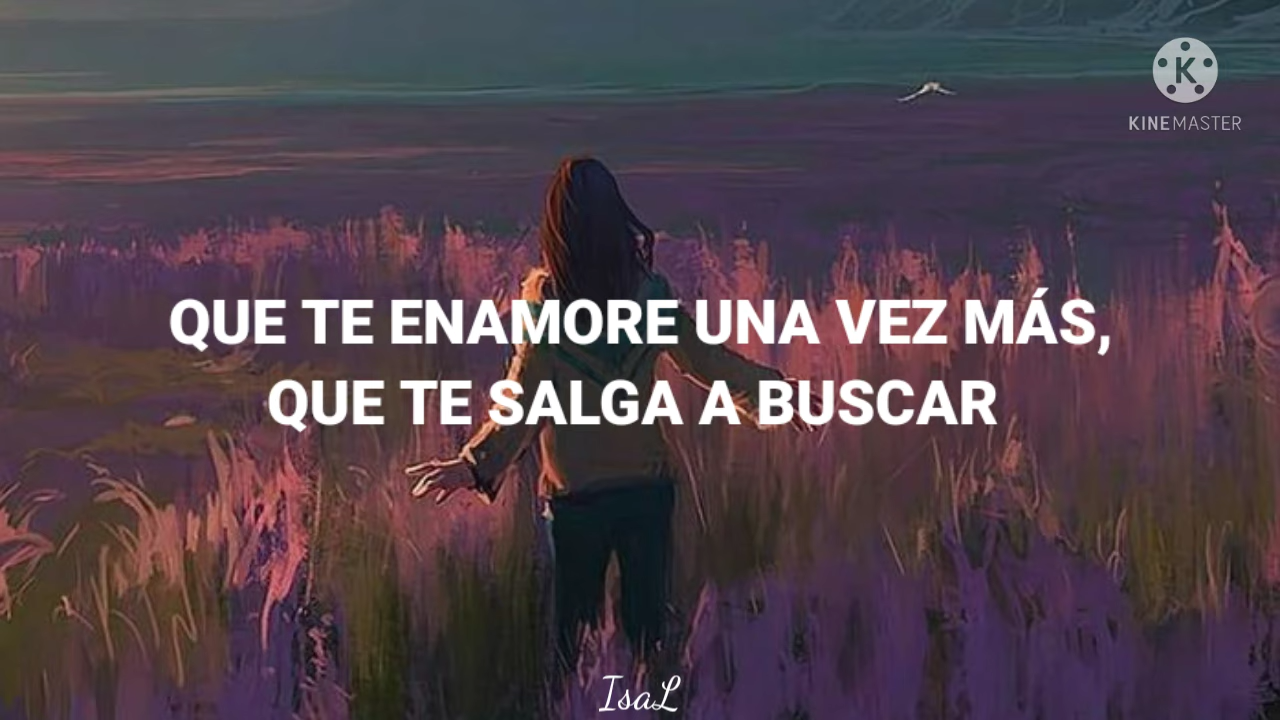 KINEMASTER
QUE TE ENAMORE UNA VEZ MÁS,
QUE TE SALGA A BUSCAR
IsaL